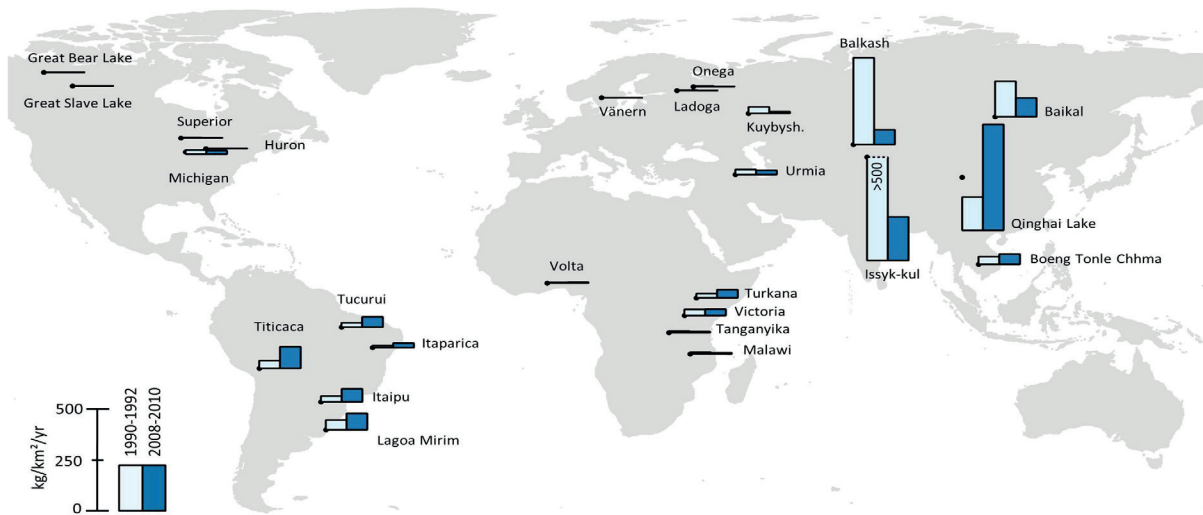 Great Bear Lake
Great Slave Lake
Superior
Huron
Michigan
Onega
Vänern
Ladoga
Kuybysh.
Urmia
Balkash
Baikal
>500
Qinghai Lake
Issyk-kul
Boeng Tonle Chhma
Volta
Turkana
Victoria
Tanganyika
Malawi
Tucurui
Titicaca
Itaparica
Itaipu
Lagoa Mirim
kg/km²/yr
500
250
0
1990-1992
2008-2010